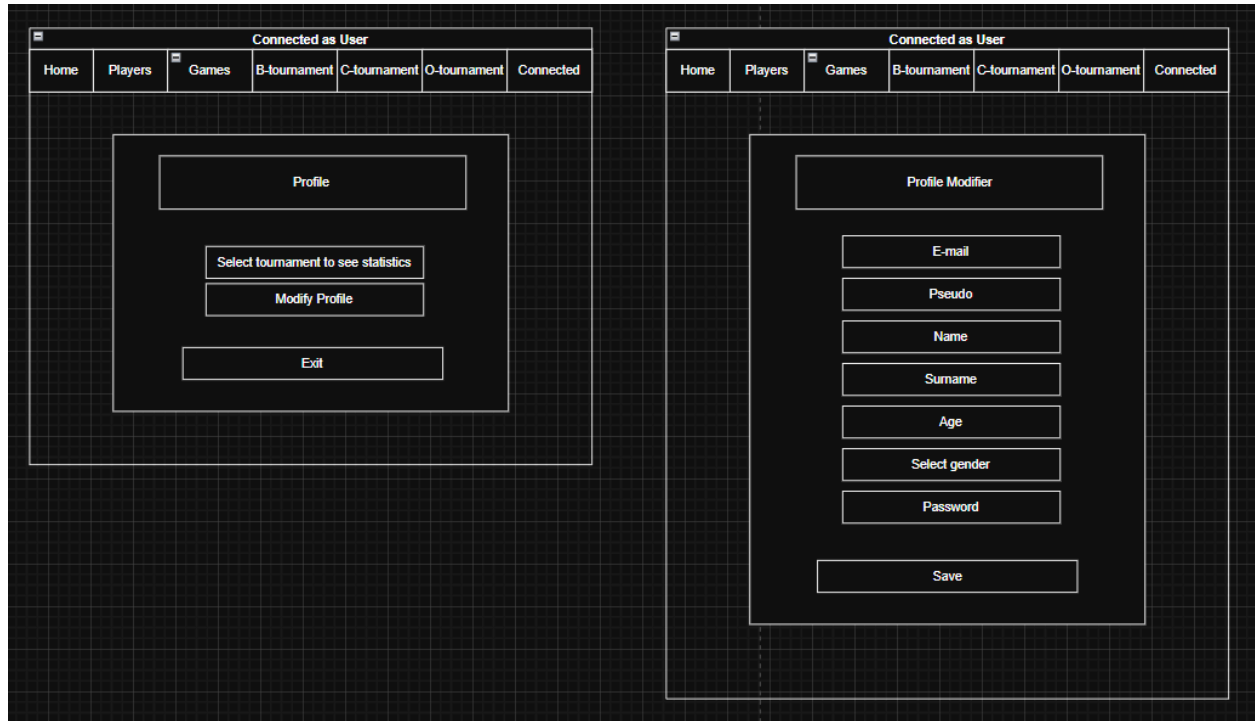 Connected as User
Home Players Games B-tournament C-tournament O-tournament Connected
Profile
Select tournament to see statistics
Modify Profile
Exit
Connected as User
Home Players Games B-tournament C-tournament O-tournament Connected
Profile Modifier
E-mail
Pseudo
Name
Surname
Age
Select gender
Password
Save